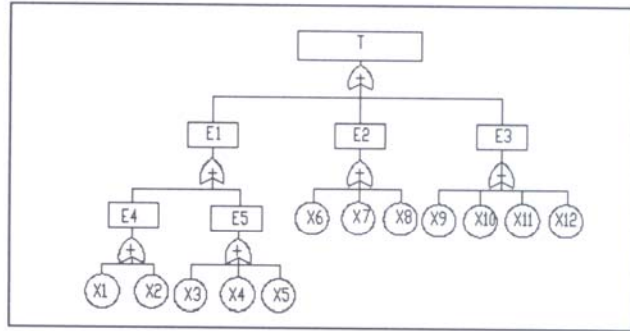 T
+
E1 E2 E3
+ + +
E4 E5 X6 X7 X8 X9 X10 X11 X12
+ +
X1 X2 X3 X4 X5